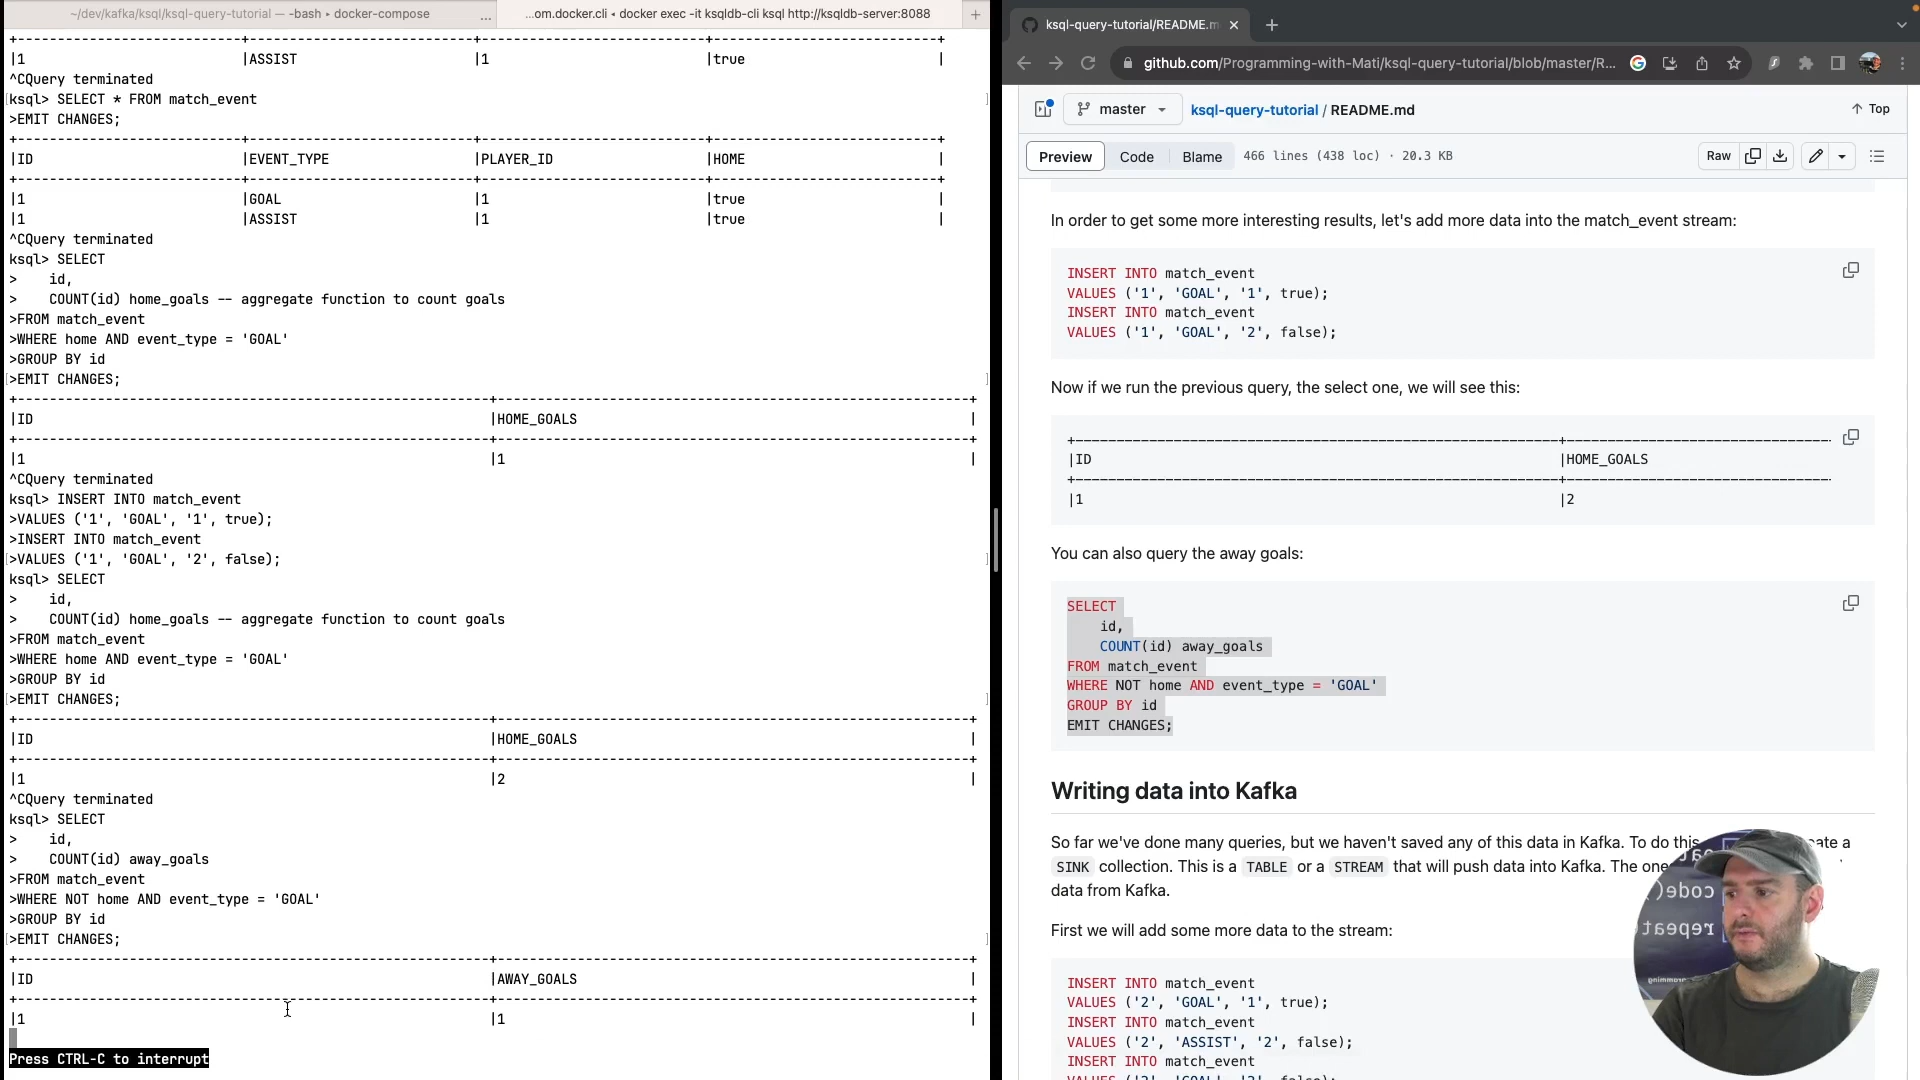 ~/dev/kafka/ksql/ksql-query-tutorial — -bash ‣ docker-compose
...
...om.docker.cli ◂ docker exec -it ksqldb-cli ksql http://ksqldb-server:8088
+
|1 |ASSIST |1 |true |
^CQuery terminated
ksql> SELECT * FROM match_event
>EMIT CHANGES;
|ID |EVENT_TYPE |PLAYER_ID |HOME |
|1 |GOAL |1 |true |
|1 |ASSIST |1 |true |
^CQuery terminated
ksql> SELECT
> id,
> COUNT(id) home_goals -- aggregate function to count goals
>FROM match_event
>WHERE home AND event_type = 'GOAL'
>GROUP BY id
>EMIT CHANGES;
|ID |HOME_GOALS |
|1 |1 |
^CQuery terminated
ksql> INSERT INTO match_event
>VALUES ('1', 'GOAL', '1', true);
>INSERT INTO match_event
>VALUES ('1', 'GOAL', '2', false);
ksql> SELECT
> id,
> COUNT(id) home_goals -- aggregate function to count goals
>FROM match_event
>WHERE home AND event_type = 'GOAL'
>GROUP BY id
>EMIT CHANGES;
|ID |HOME_GOALS |
|1 |2 |
^CQuery terminated
ksql> SELECT
> id,
> COUNT(id) away_goals
>FROM match_event
>WHERE NOT home AND event_type = 'GOAL'
>GROUP BY id
>EMIT CHANGES;
|ID |AWAY_GOALS |
|1 |1 |
Press CTRL-C to interrupt
ksql-query-tutorial/README.m
github.com/Programming-with-Mati/ksql-query-tutorial/blob/master/R...
master
ksql-query-tutorial / README.md
Top
Preview Code Blame 466 lines (438 loc) · 20.3 KB
Raw
In order to get some more interesting results, let's add more data into the match_event stream:
INSERT INTO match_event
VALUES ('1', 'GOAL', '1', true);
INSERT INTO match_event
VALUES ('1', 'GOAL', '2', false);
Now if we run the previous query, the select one, we will see this:
|ID |HOME_GOALS
|1 |2
You can also query the away goals:
SELECT
id,
COUNT(id) away_goals
FROM match_event
WHERE NOT home AND event_type = 'GOAL'
GROUP BY id
EMIT CHANGES;
Writing data into Kafka
So far we've done many queries, but we haven't saved any of this data in Kafka. To do this a
SINK collection. This is a TABLE or a STREAM that will push data into Kafka. The one
data from Kafka.
First we will add some more data to the stream:
INSERT INTO match_event
VALUES ('2', 'GOAL', '1', true);
INSERT INTO match_event
VALUES ('2', 'ASSIST', '2', false);
INSERT INTO match_event